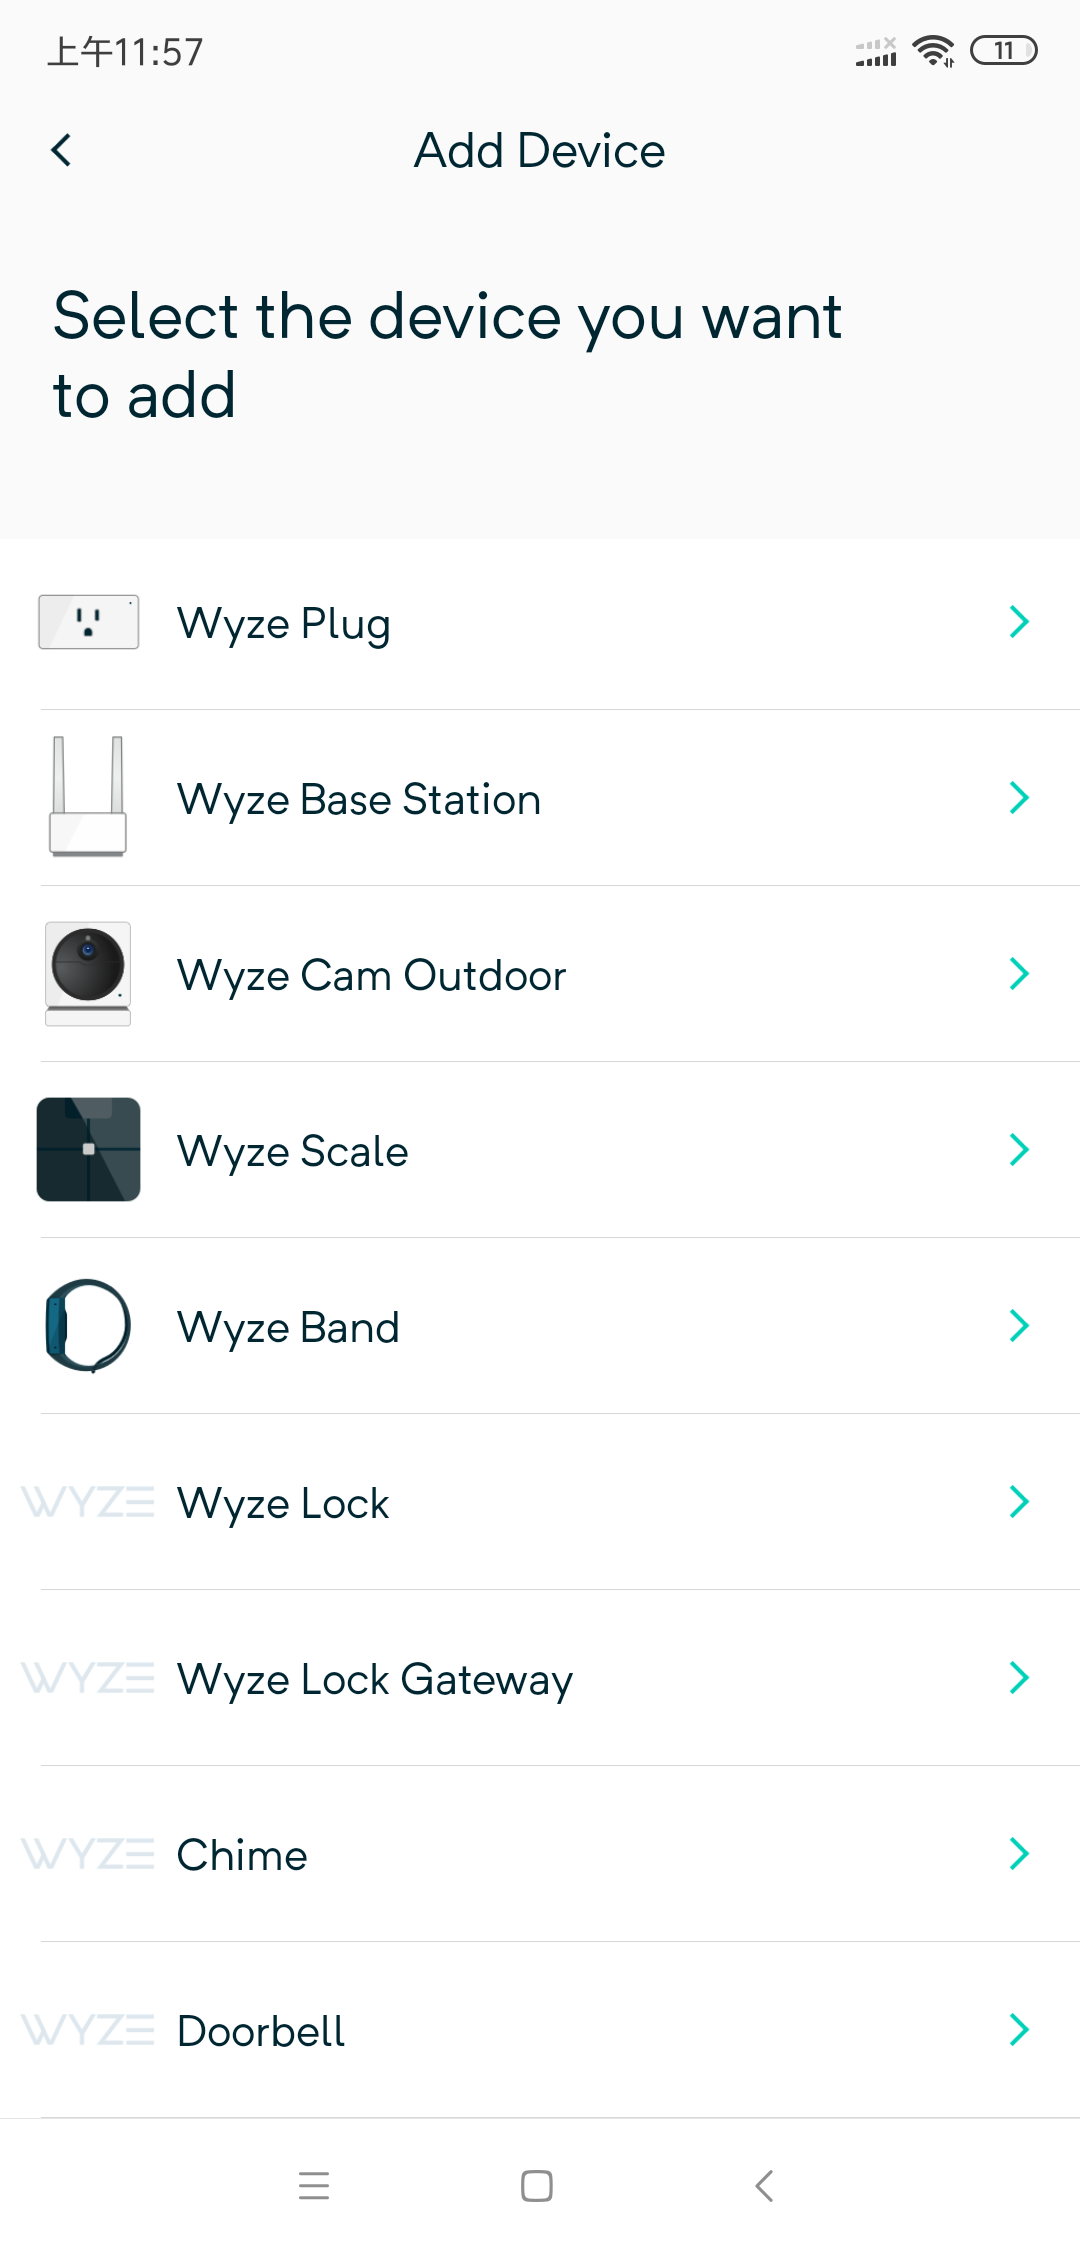 上午11:57
11
Add Device
Select the device you want
to add
Wyze Plug
Wyze Base Station
Wyze Cam Outdoor
Wyze Scale
Wyze Band
WYZE Wyze Lock
WYZE Wyze Lock Gateway
WYZE Chime
WYZE Doorbell